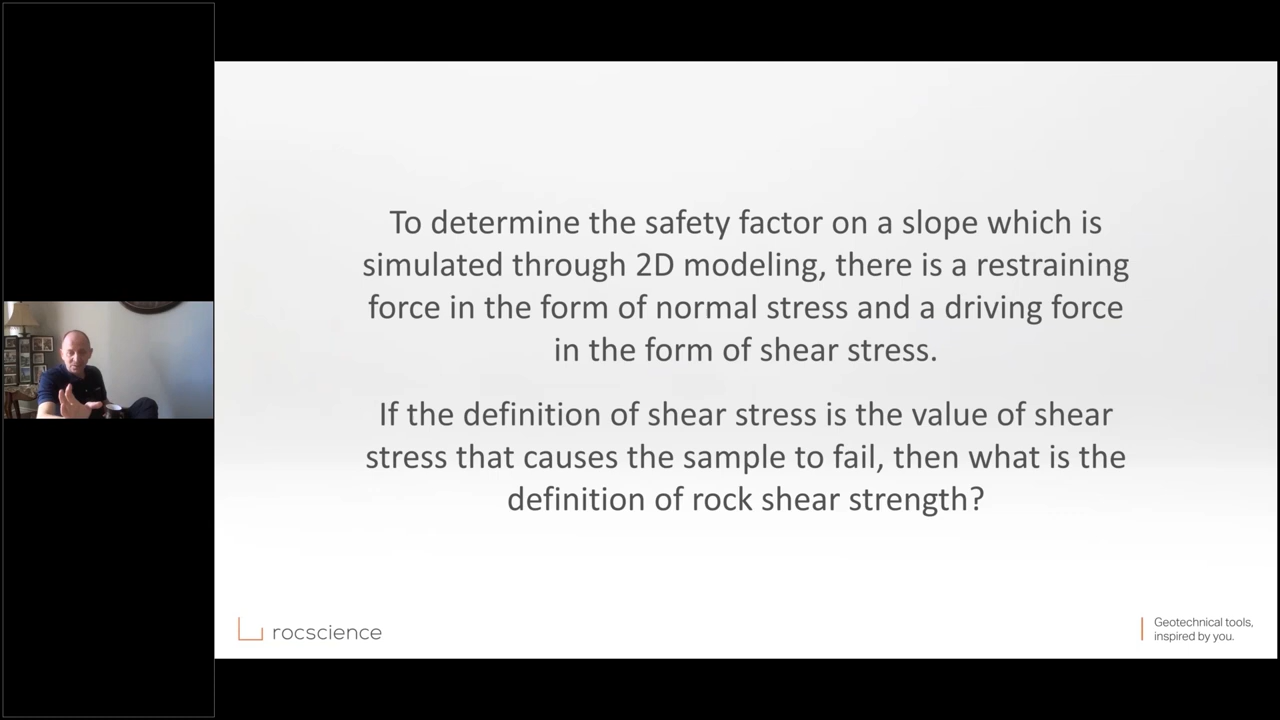 To determine the safety factor on a slope which is
simulated through 2D modeling, there is a restraining
force in the form of normal stress and a driving force
in the form of shear stress.
If the definition of shear stress is the value of shear
stress that causes the sample to fail, then what is the
definition of rock shear strength?
rocscience
Geotechnical tools,
inspired by you.